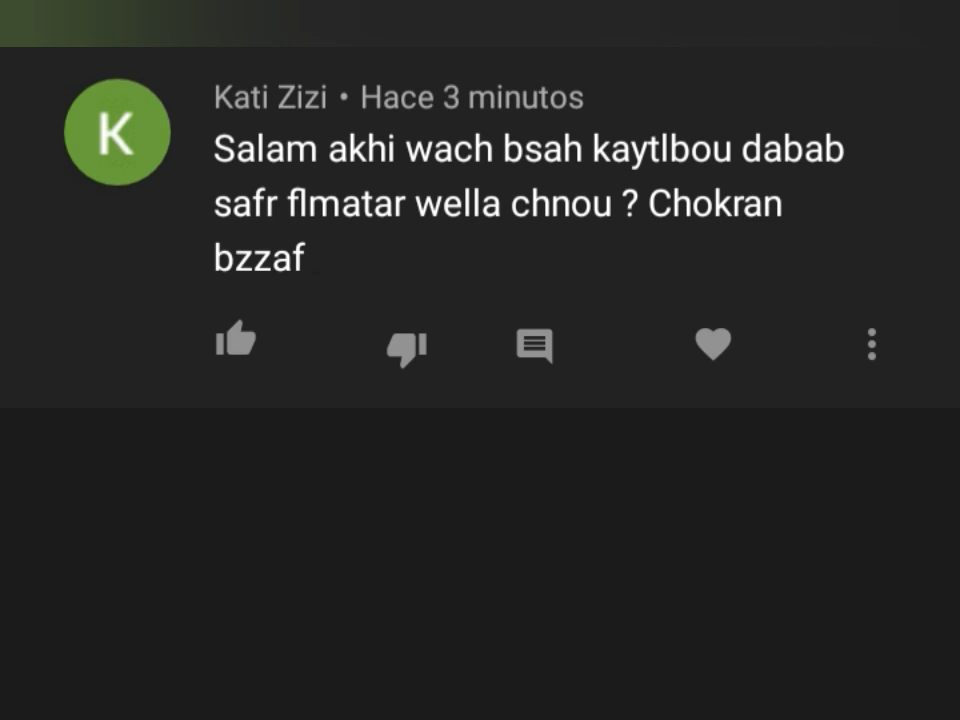 K
Kati Zizi • Hace 3 minutos
Salam akhi wach bsah kaytlbou dabab
safr flmatar wella chnou ? Chokran
bzzaf